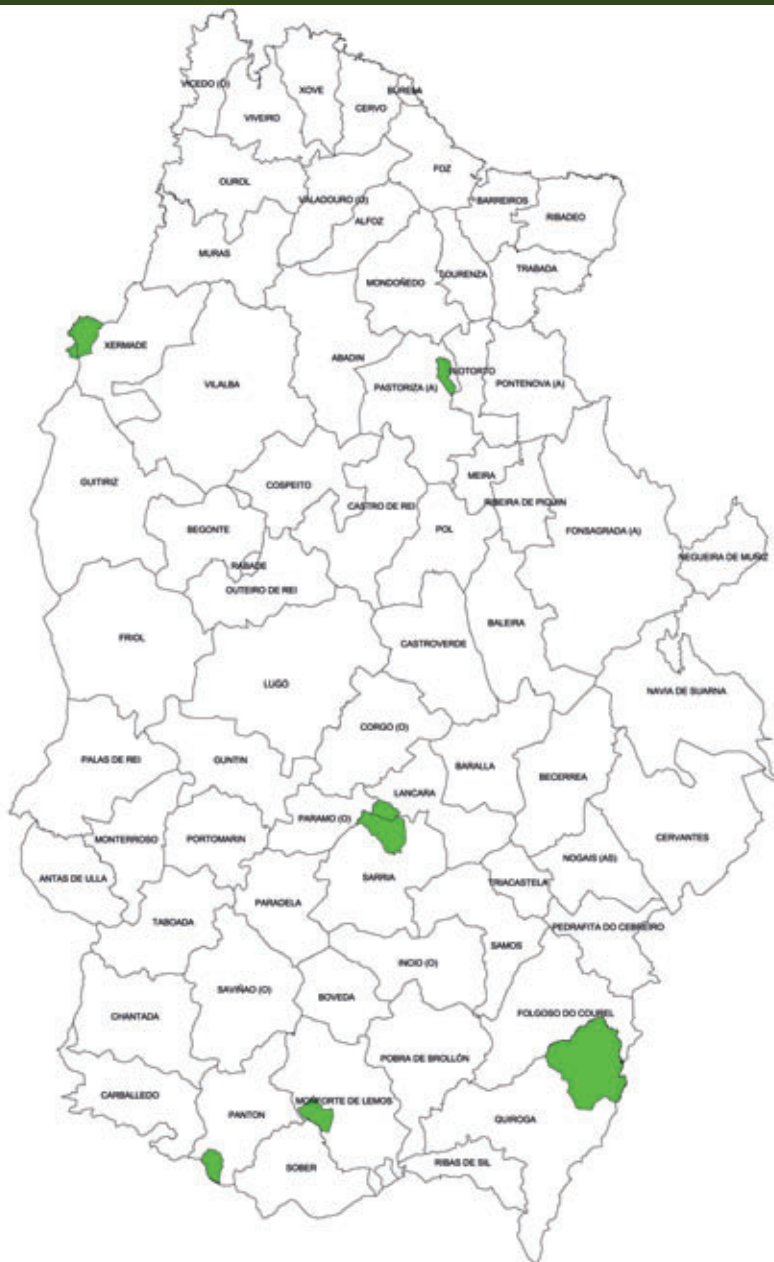 VICEDO (O)
XOVE
BURELA
CERVO
VIVEIRO
FOZ
OUROL
VALADOURO (O)
BARREIROS
RIBADEO
ALFOZ
MURAS
MONDOÑEDO
LOURENZA
TRABADA
XERMADE
ABADIN
RIOTORTO
VILALBA
PASTORIZA (A)
PONTENOVA (A)
GUITIRIZ
COSPEITO
MEIRA
CASTRO DE REI
RIBEIRA DE PIQUIN
BEGONTE
POL
FONSAGRADA (A)
NEGUEIRA DE MUÑIZ
RABADE
OUTEIRO DE REI
BALEIRA
FRIOL
CASTROVERDE
LUGO
NAVIA DE SUARNA
CORGO (O)
PALAS DE REI
GUNTIN
BARALLA
BECERREA
LANCARA
PARAMO (O)
MONTERROSO
PORTOMARIN
CERVANTES
NOGAIS (AS)
ANTAS DE ULLA
SARRIA
TRIACASTELA
PARADELA
TABOADA
PEDRAFITA DO CEBREIRO
SAMOS
INCIO (O)
SAVIÑAO (O)
BOVEDA
CHANTADA
FOLGOSO DO COUREL
POBRA DE BROLLÓN
CARBALLEDO
MONFORTE DE LEMOS
PANTON
QUIROGA
SOBER
RIBAS DE SIL